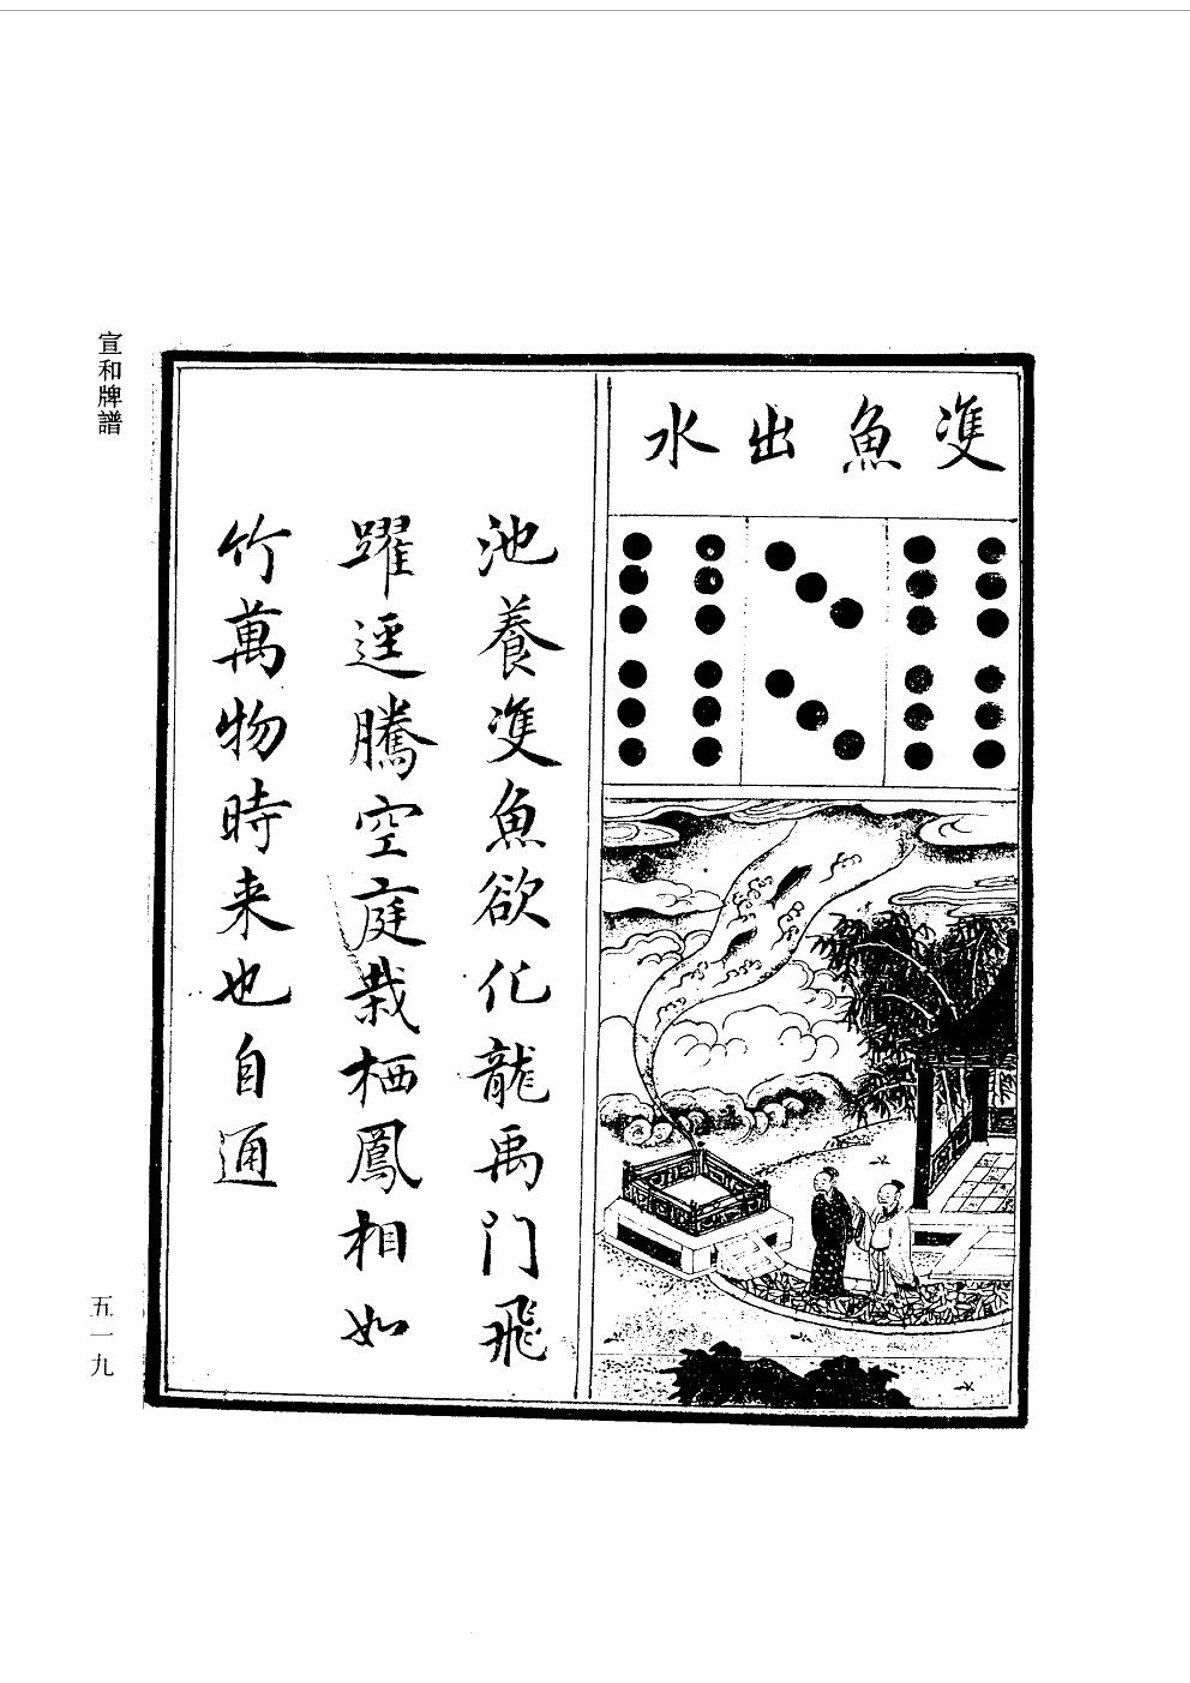 雙魚出水
池養雙魚欲化龍禹门飛
躍逕騰空庭栽栖鳳相如
竹萬物時来也自通
宣和牌譜
五一九